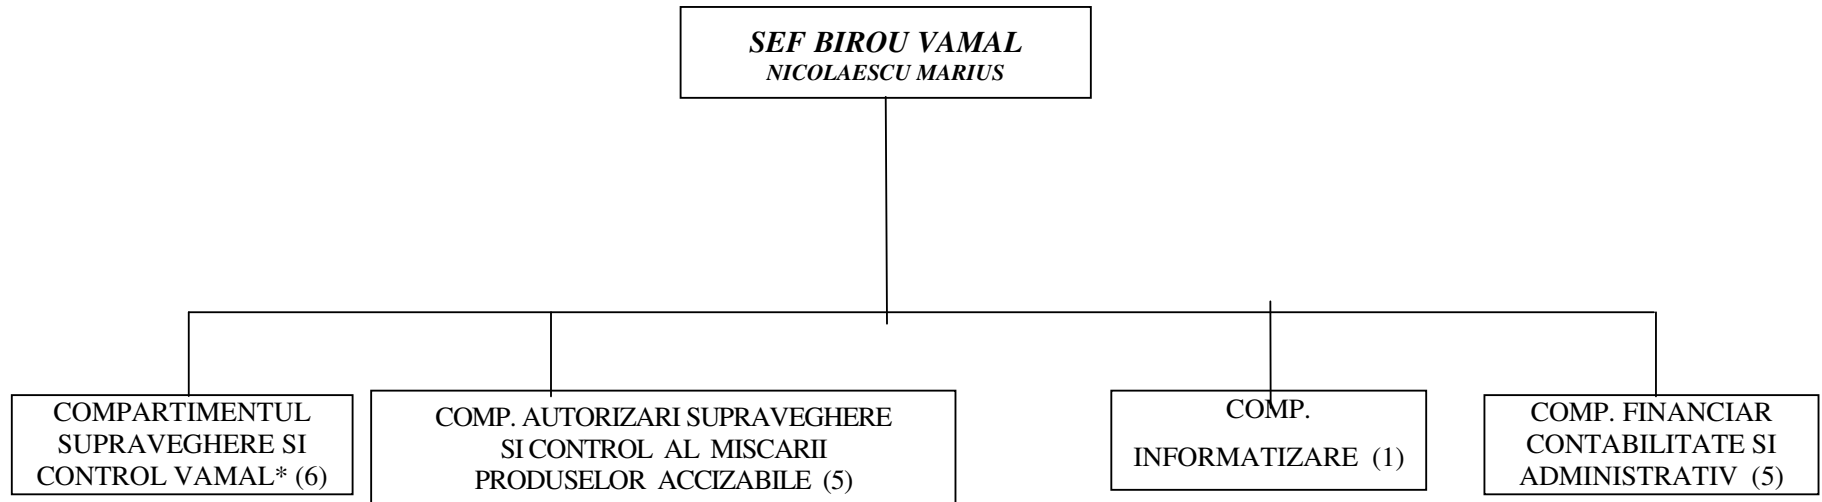 SEF BIROU VAMAL
NICOLAESCU MARIUS
COMPARTIMENTUL
SUPRAVEGHERE SI
CONTROL VAMAL* (6)
COMP. AUTORIZARI SUPRAVEGHERE
SI CONTROL AL MISCARII
PRODUSELOR ACCIZABILE (5)
COMP.
INFORMATIZARE (1)
COMP. FINANCIAR
CONTABILITATE SI
ADMINISTRATIV (5)